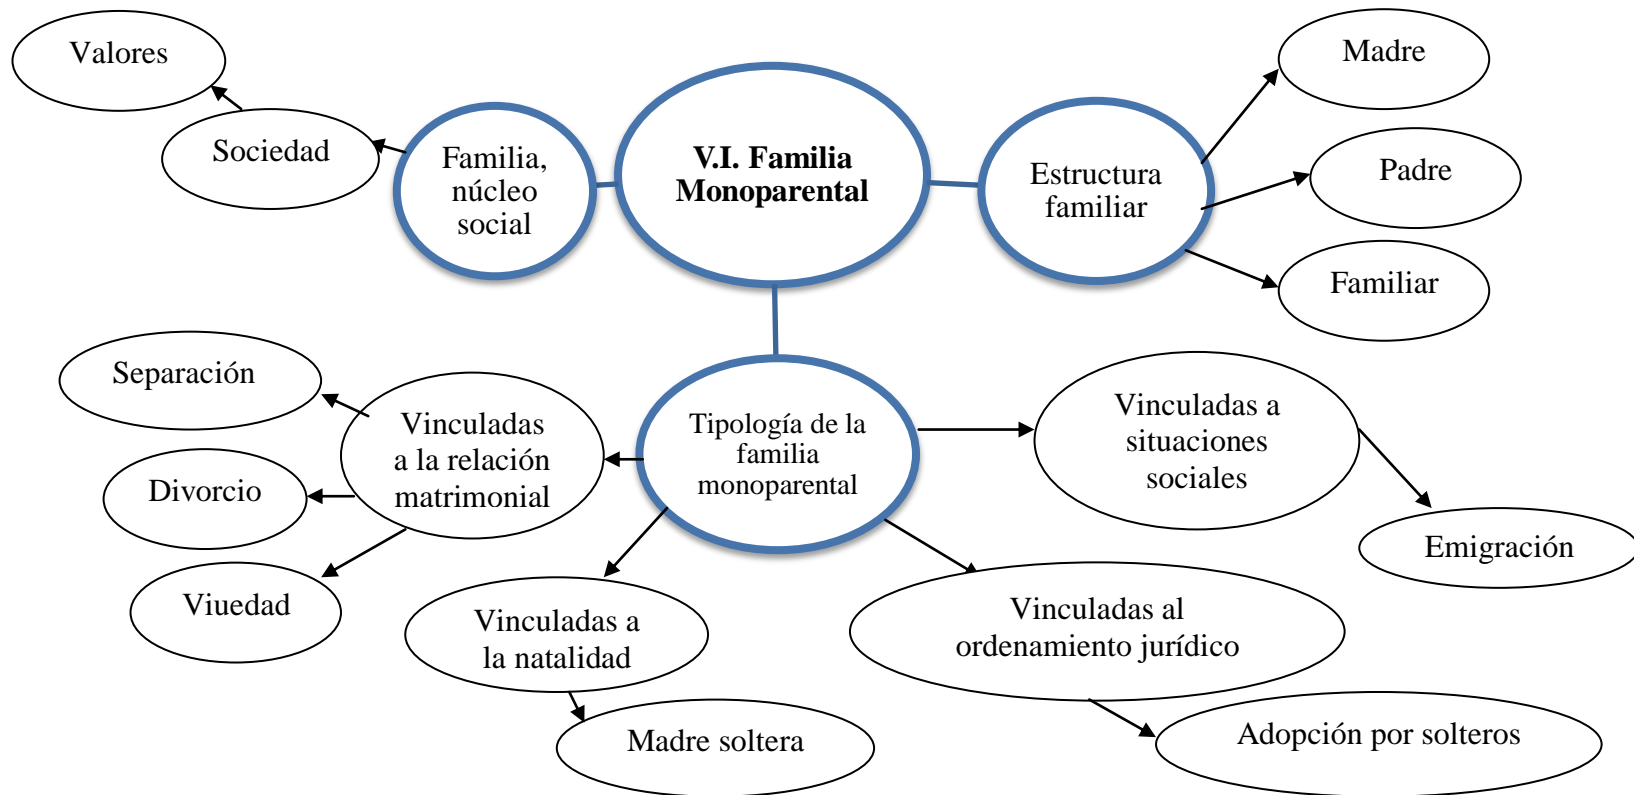 Valores
Sociedad
Familia,
núcleo
social
V.I. Familia
Monoparental
Estructura
familiar
Madre
Padre
Familiar
Separación
Divorcio
Viuedad
Vinculadas
a la relación
matrimonial
Tipología de la
familia
monoparental
Vinculadas a
situaciones
sociales
Emigración
Vinculadas a
la natalidad
Madre soltera
Vinculadas al
ordenamiento jurídico
Adopción por solteros